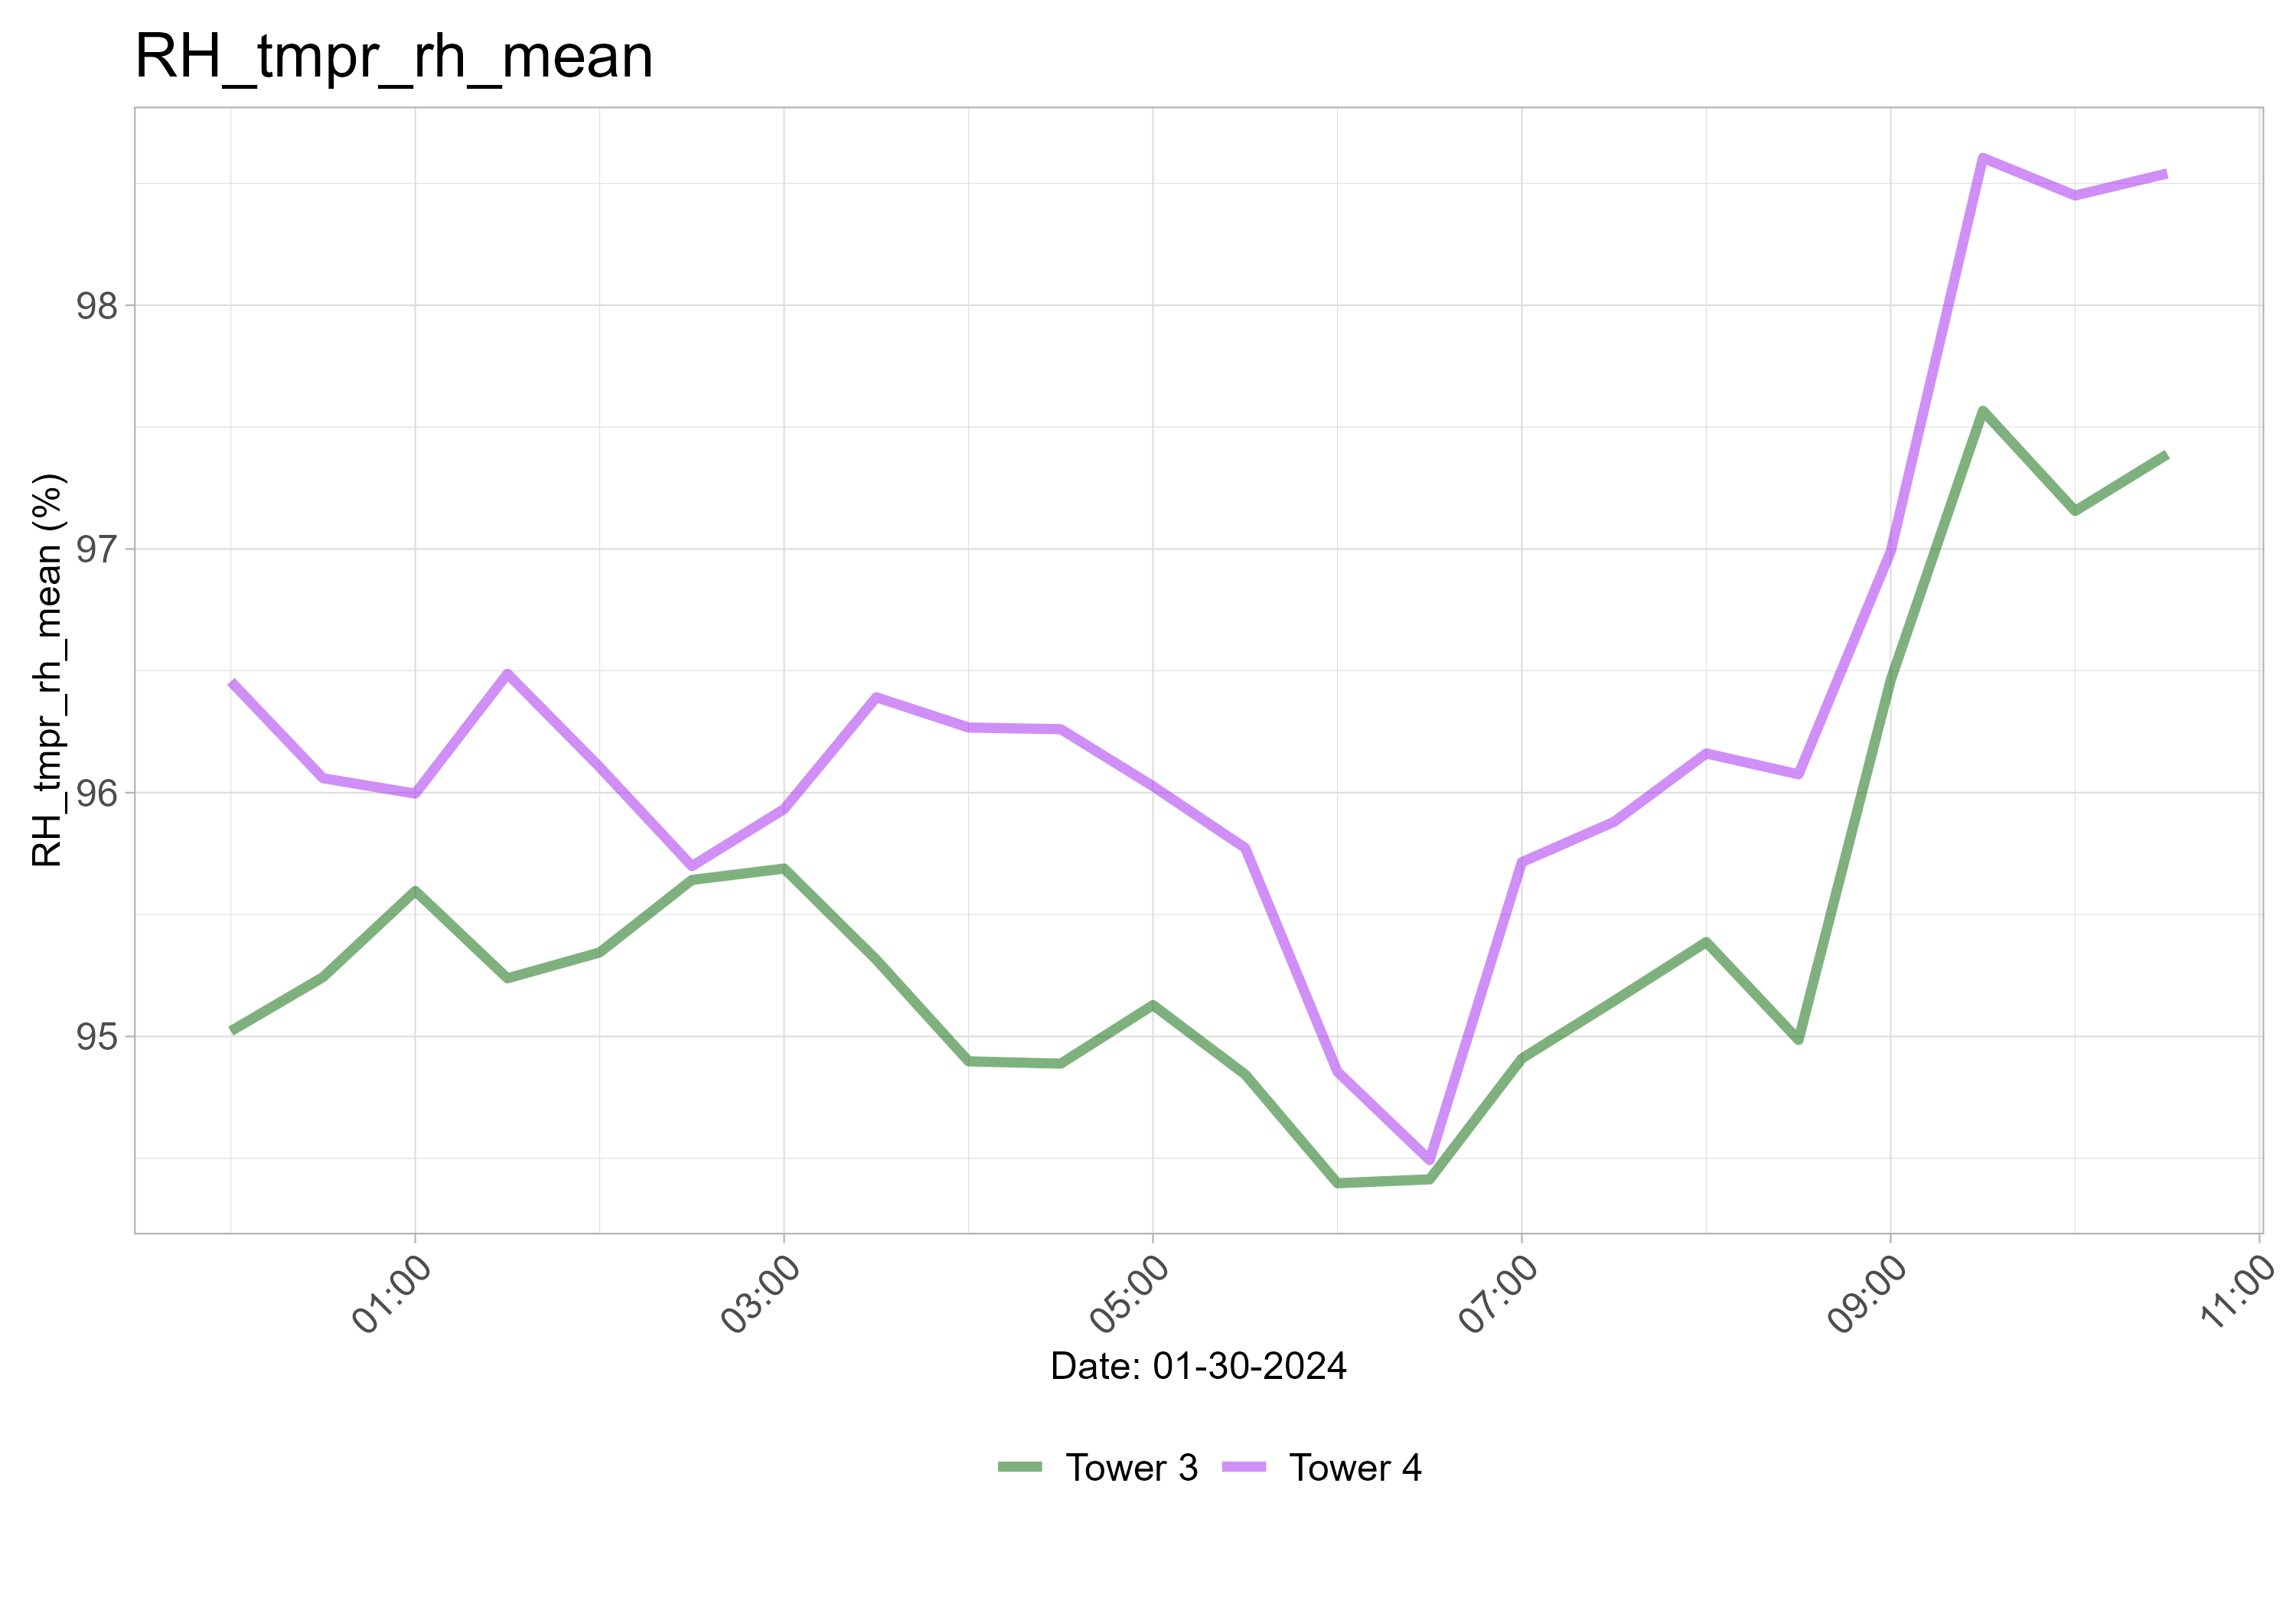 RH_tmpr_rh_mean
RH_tmpr_rh_mean (%)
98
97
96
95
01:00
03:00
05:00
07:00
09:00
11:00
Date: 01-30-2024
Tower 3
Tower 4